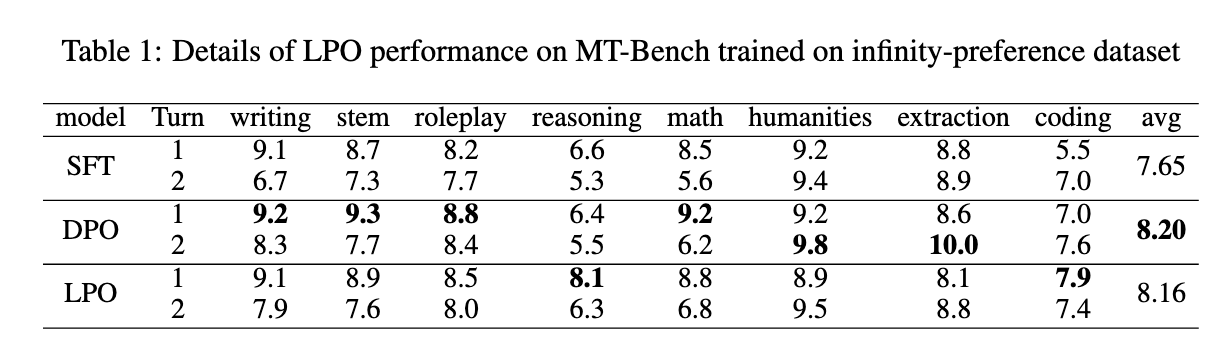 Table 1: Details of LPO performance on MT-Bench trained on infinity-preference dataset
model Turn writing stem roleplay reasoning math humanities extraction coding avg
SFT 1 9.1 8.7 8.2 6.6 8.5 9.2 8.8 5.5 7.65
2 6.7 7.3 7.7 5.3 5.6 9.4 8.9 7.0
DPO 1 9.2 9.3 8.8 6.4 9.2 9.2 8.6 7.0 8.20
2 8.3 7.7 8.4 5.5 6.2 9.8 10.0 7.6
LPO 1 9.1 8.9 8.5 8.1 8.8 8.9 8.1 7.9 8.16
2 7.9 7.6 8.0 6.3 6.8 9.5 8.8 7.4